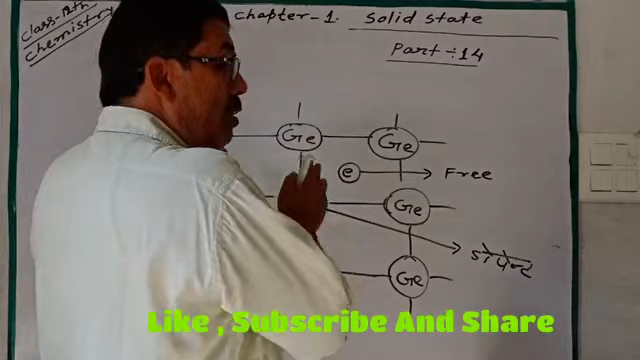 Class-12th
Chemistry
Chapter-1. Solid State
Part ÷ 14
Ge
Ge
e
Free
Ge
Ge
Like , Subscribe And Share